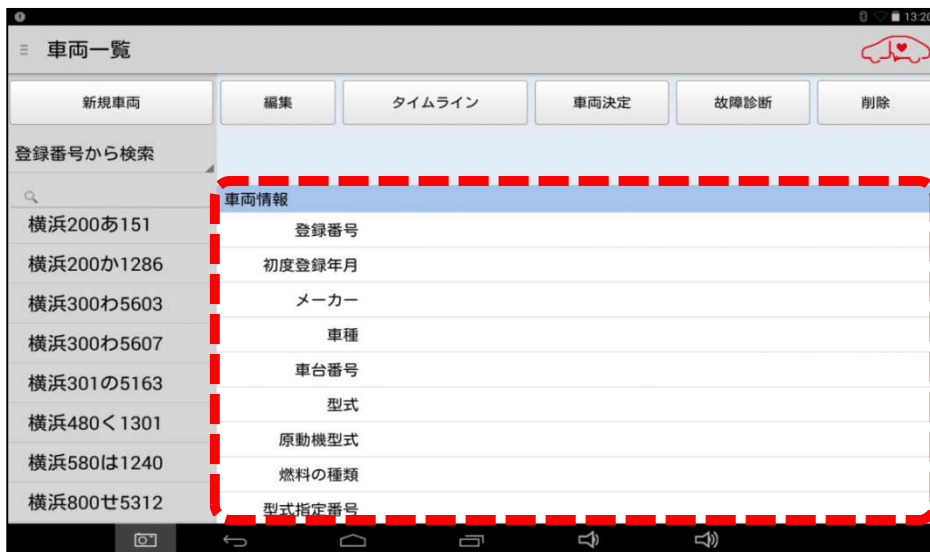 13:20
車両一覧
新規車両
編集
タイムライン
車両決定
故障診断
削除
登録番号から検索
横浜200あ151
横浜200か1286
横浜300わ5603
横浜300わ5607
横浜301の5163
横浜480く1301
横浜580は1240
横浜800せ5312
車両情報
登録番号
初度登録年月
メーカー
車種
車台番号
型式
原動機型式
燃料の種類
型式指定番号